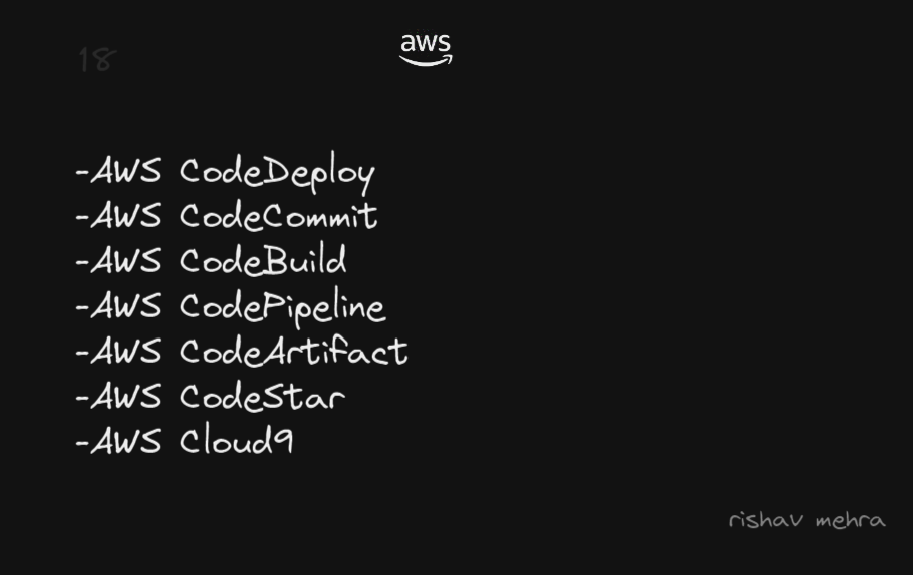 18
aws
-AWS CodeDeploy
-AWS CodeCommit
-AWS CodeBuild
-AWS CodePipeline
-AWS CodeArtifact
-AWS CodeStar
-AWS Cloud9
rishav mehra